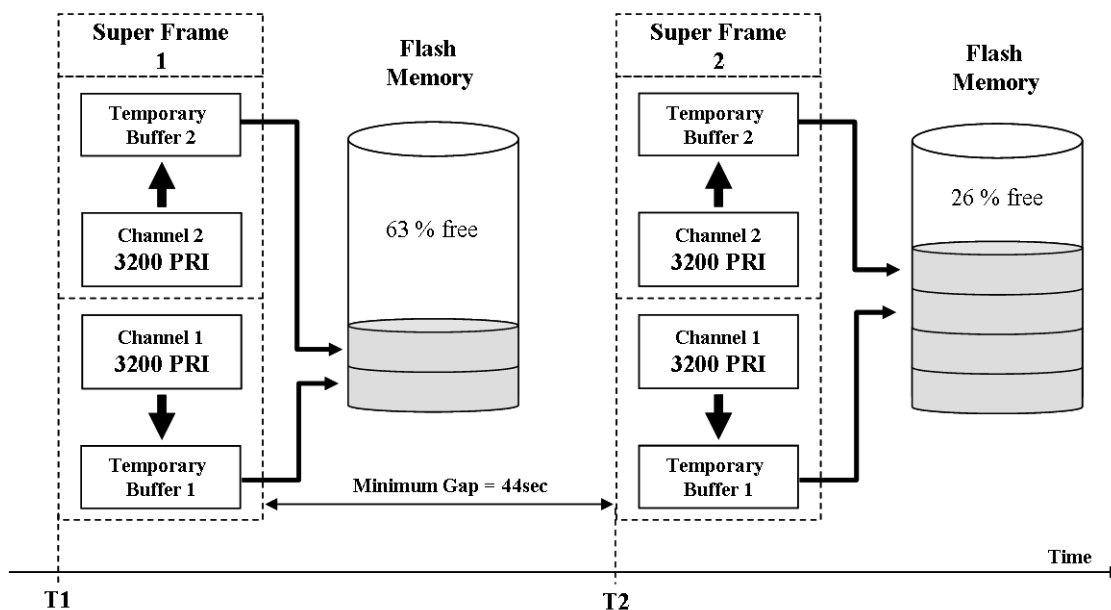 Super Frame
1
Temporary
Buffer 2
Channel 2
3200 PRI
Channel 1
3200 PRI
Temporary
Buffer 1
Flash
Memory
63 % free
Minimum Gap = 44sec
Super Frame
2
Temporary
Buffer 2
Channel 2
3200 PRI
Channel 1
3200 PRI
Temporary
Buffer 1
Flash
Memory
26 % free
Time
T1
T2